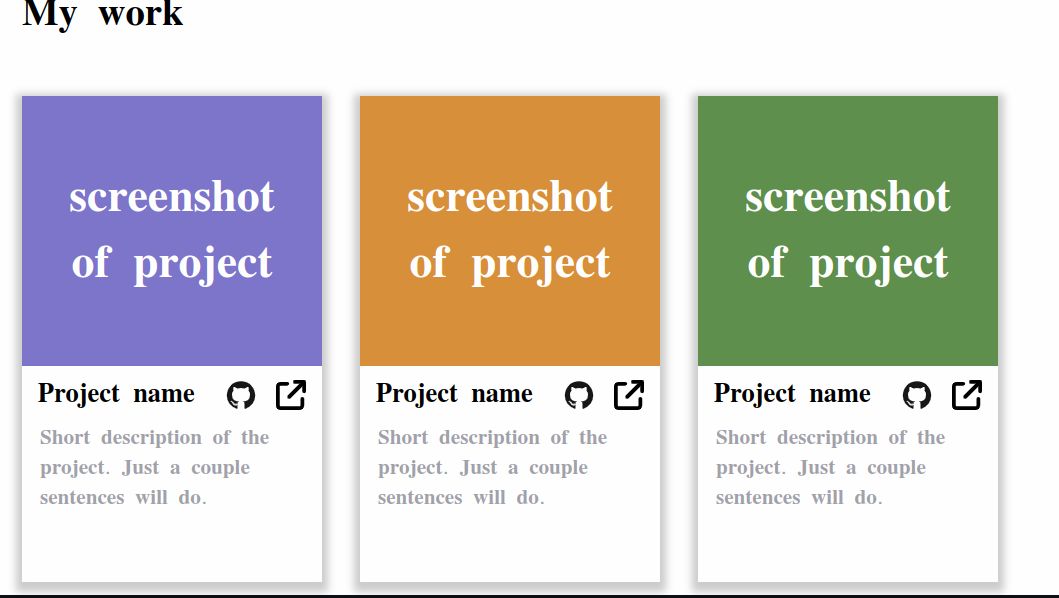 My work
screenshot
of project
screenshot
of project
screenshot
of project
Project name
Short description of the
project. Just a couple
sentences will do.
Project name
Short description of the
project. Just a couple
sentences will do.
Project name
Short description of the
project. Just a couple
sentences will do.